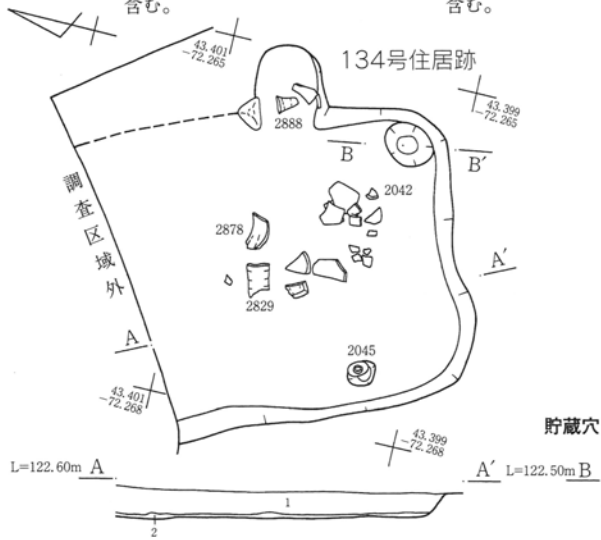 含む。
含む。
43.401
-72.265
134号住居跡
43.399
-72.265
2888
B
B′
2042
調査区域外
2878
A′
2829
A
2045
43.401
-72.268
43.399
-72.268
貯蔵穴
L=122.60m A
A′ L=122.50m B
1
2